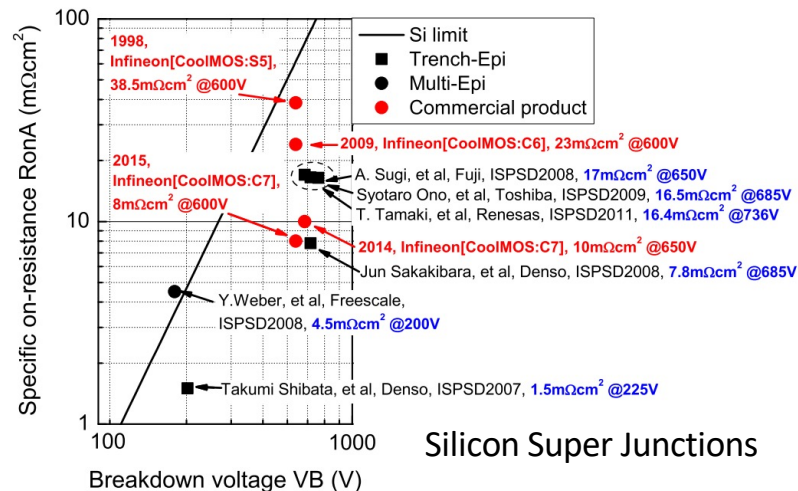 100
10
1
Specific on-resistance RonA (mΩcm²)
1998,
Infineon[CoolMOS:S5],
38.5mΩcm² @600V
Si limit
Trench-Epi
Multi-Epi
Commercial product
2009, Infineon[CoolMOS:C6], 23mΩcm² @600V
2015,
Infineon[CoolMOS:C7],
8mΩcm² @600V
A. Sugi, et al, Fuji, ISPSD2008, 17mΩcm² @650V
Syotaro Ono, et al, Toshiba, ISPSD2009, 16.5mΩcm² @685V
T. Tamaki, et al, Renesas, ISPSD2011, 16.4mΩcm² @736V
2014, Infineon[CoolMOS:C7], 10mΩcm² @650V
Jun Sakakibara, et al, Denso, ISPSD2008, 7.8mΩcm² @685V
Y.Weber, et al, Freescale,
ISPSD2008, 4.5mΩcm² @200V
Takumi Shibata, et al, Denso, ISPSD2007, 1.5mΩcm² @225V
100
1000
Breakdown voltage VB (V)
Silicon Super Junctions